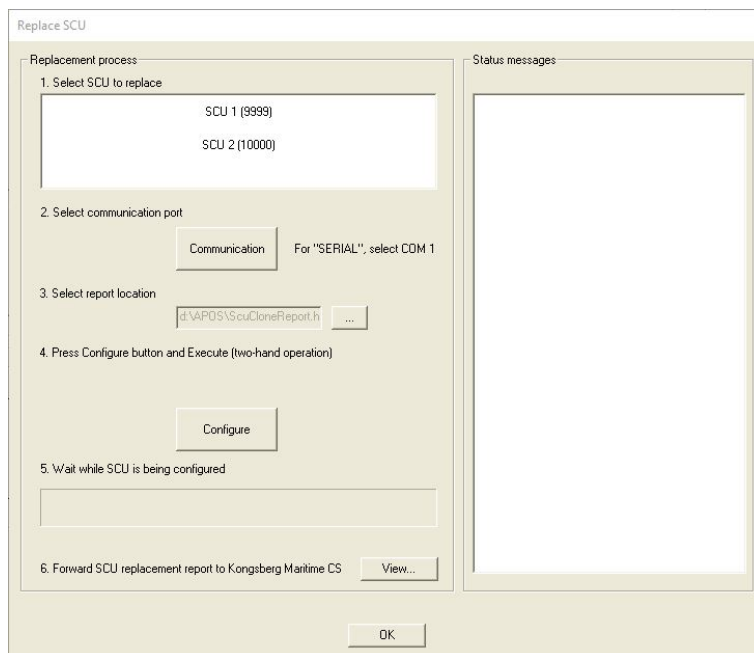 Replace SCU
Replacement process
1. Select SCU to replace
SCU 1 (9999)
SCU 2 (10000)
2. Select communication port
Communication
For "SERIAL", select COM 1
3. Select report location
d:\APOS\ScuCloneReport.h
...
4. Press Configure button and Execute (two-hand operation)
Configure
5. Wait while SCU is being configured
6. Forward SCU replacement report to Kongsberg Maritime CS
View...
Status messages
OK